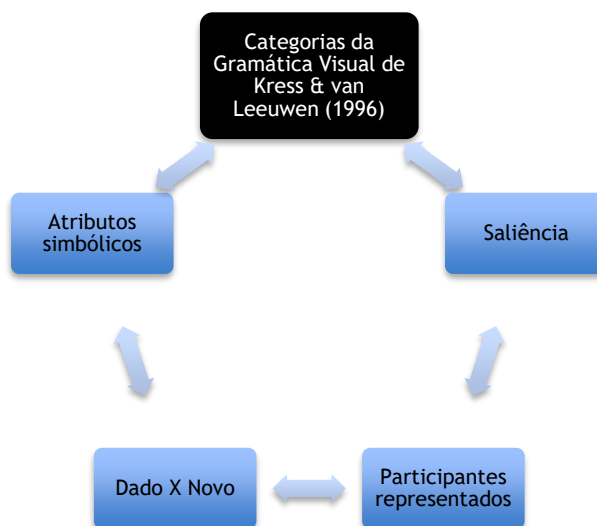 Categorias da
Gramática Visual de
Kress & van
Leeuwen (1996)
Atributos
simbólicos
Saliência
Dado X Novo
Participantes
representados